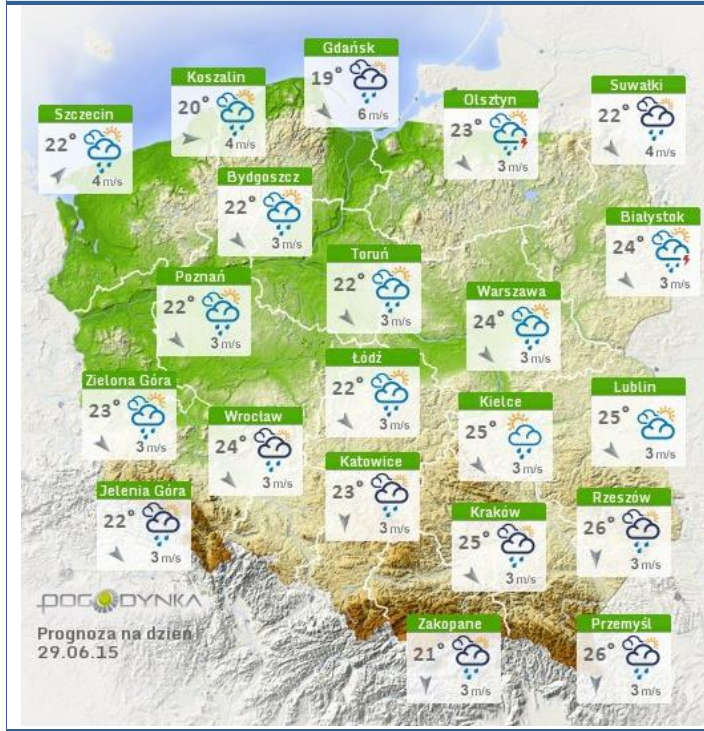 Gdańsk
19°
6 m/s
Koszalin
20°
4 m/s
Olsztyn
23°
3 m/s
Suwałki
22°
4 m/s
Szczecin
22°
4 m/s
Bydgoszcz
22°
3 m/s
Białystok
24°
3 m/s
Toruń
22°
3 m/s
Poznań
22°
3 m/s
Warszawa
24°
3 m/s
Łódź
22°
3 m/s
Zielona Góra
23°
3 m/s
Lublin
25°
3 m/s
Kielce
25°
3 m/s
Wrocław
24°
3 m/s
Katowice
23°
3 m/s
Jelenia Góra
22°
3 m/s
Rzeszów
26°
3 m/s
Kraków
25°
3 m/s
POGODYNKA
Prognoza na dzień
29.06.15
Zakopane
21°
3 m/s
Przemyśl
26°
3 m/s